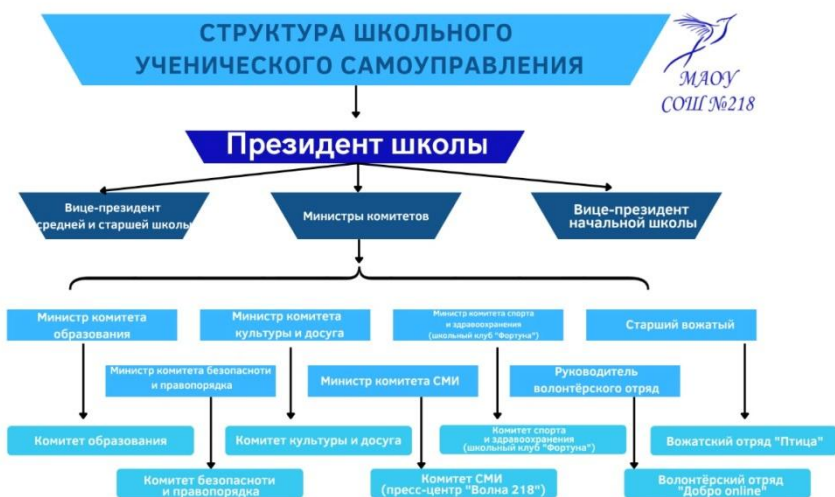 СТРУКТУРА ШКОЛЬНОГО
УЧЕНИЧЕСКОГО САМОУПРАВЛЕНИЯ
МАОУ
СОШ №218
Президент школы
Вице-президент
средней и старшей школы
Министры комитетов
Вице-президент
начальной школы
Министр комитета
образования
Министр комитета
культуры и досуга
Министр комитета спорта
и здравоохранения
(школьный клуб "Фортуна")
Старший вожатый
Министр комитета безопасноти
и правопорядка
Министр комитета СМИ
Руководитель
волонтёрского отряд
Комитет образования
Комитет культуры и досуга
Комитет спорта
и здравоохранения
(школьный клуб "Фортуна")
Вожатский отряд "Птица"
Комитет безопасноти
и правопорядка
Комитет СМИ
(пресс-центр "Волна 218")
Волонтёрский отряд
"Добро online"